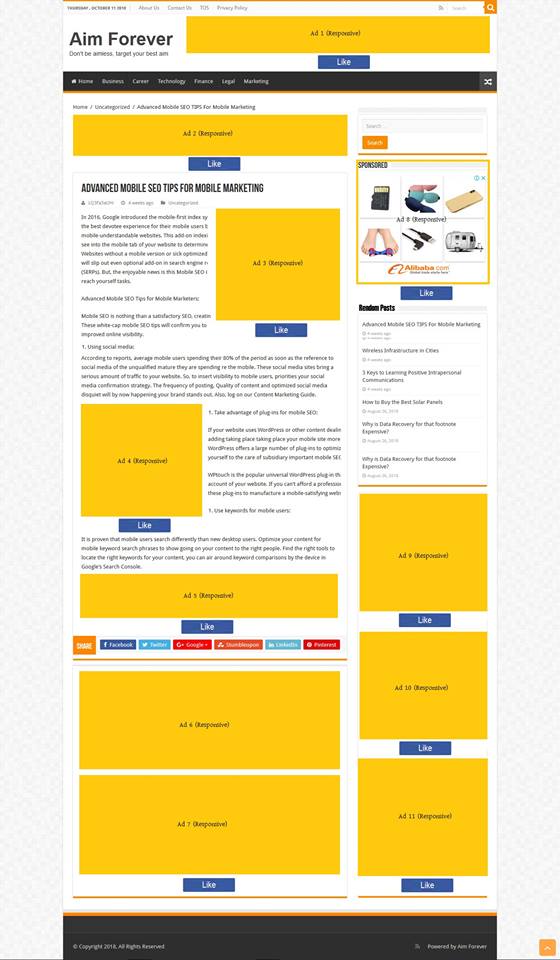 THURSDAY , OCTOBER 11 2018
About Us
Contact Us
TOS
Privacy Policy
Search
Aim Forever
Don't be aimless, target your best aim
Ad 1 (Responsive)
Like
Home
Business
Career
Technology
Finance
Legal
Marketing
Home / Uncategorized / Advanced Mobile SEO TIPS For Mobile Marketing
Ad 2 (Responsive)
Like
ADVANCED MOBILE SEO TIPS FOR MOBILE MARKETING
4 weeks ago
Uncategorized
In 2016, Google introduced the mobile-first index sy
the best devotee experience for their mobile users b
mobile-understandable websites. This add-on indexi
see into the mobile tab of your website to determine
Websites without a mobile version or sick optimized
will slip out even optional add-on in search engine r
(SERPs). But, the enjoyable news is this Mobile SEO i
reach yourself tasks.
Ad 3 (Responsive)
Like
Advanced Mobile SEO Tips for Mobile Marketers:
Mobile SEO is nothing than a satisfactory SEO, creatin
These white-cap mobile SEO tips will confirm you to
improved online visibility.
1. Using social media:
According to reports, average mobile users spending their 80% of the period as soon as the reference to
social media of the unqualified mature they are spending re the mobile. These social media sites bring a
serious amount of traffic to your website. So, to insert visibility to mobile users, priorities your social
media confirmation strategy. The frequency of posting, Quality of content and optimized social media
disquiet will by now happening your brand stands out. Also, log on our Content Marketing Guide.
Ad 4 (Responsive)
Like
1. Take advantage of plug-ins for mobile SEO:
If your website uses WordPress or other content dealin
adding taking place taking place your mobile site more
WordPress offers a large number of plug-ins to optimiz
yourself to the care of subsidiary important mobile SEO
WPtouch is the popular universal WordPress plug-in th
account of your website. If you can't afford a profession
these plug-ins to manufacture a mobile-satisfying webs
1. Use keywords for mobile users:
It is proven that mobile users search differently than new desktop users. Optimize your content for
mobile keyword search phrases to show going on your content to the right people. Find the right tools to
locate the right keywords for your content, you can air around keyword comparisons by the device in
Google's Search Console.
Ad 5 (Responsive)
Like
SHARE
Facebook
Twitter
Google +
Stumbleupon
LinkedIn
Pinterest
Ad 6 (Responsive)
Ad 7 (Responsive)
Like
Search ...
Search
SPONSORED
Ad 8 (Responsive)
Alibaba.com
Like
Rendom Posts
Advanced Mobile SEO TIPS For Mobile Marketing
4 weeks ago
4 weeks ago
Wireless Infrastructure in Cities
4 weeks ago
3 Keys to Learning Positive Intrapersonal
Communications
4 weeks ago
How to Buy the Best Solar Panels
August 26, 2018
Why is Data Recovery for that footnote
Expensive?
August 26, 2018
Why is Data Recovery for that footnote
Expensive?
August 26, 2018
Ad 9 (Responsive)
Like
Ad 10 (Responsive)
Like
Ad 11 (Responsive)
Like
© Copyright 2018, All Rights Reserved
Powered by Aim Forever